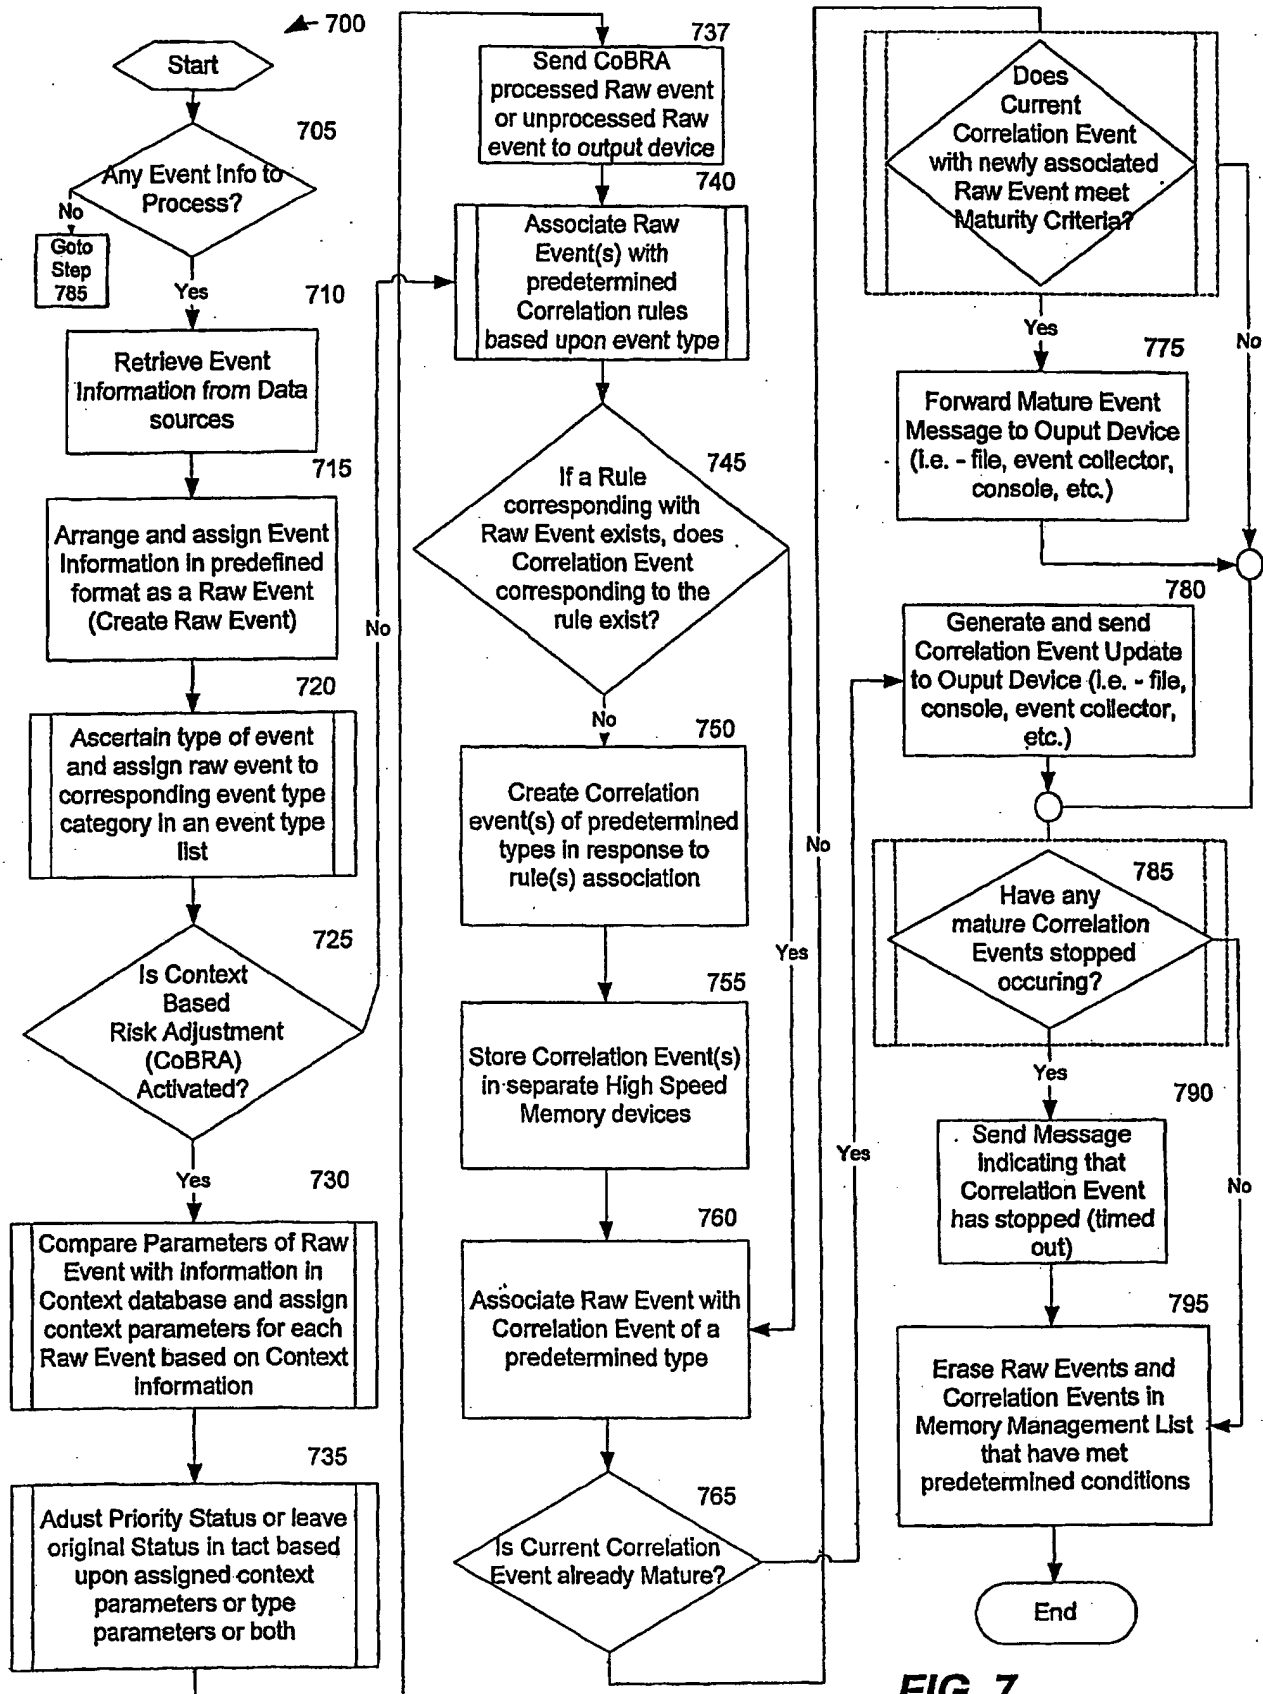 700
Start
705
Any Event Info to
Process?
No
Goto
Step
785
Yes
710
Retrieve Event
Information from Data
sources
715
Arrange and assign Event
Information in predefined
format as a Raw Event
(Create Raw Event)
720
Ascertain type of event
and assign raw event to
corresponding event type
category in an event type
list
725
Is Context
Based
Risk Adjustment
(CoBRA)
Activated?
No
Yes
730
Compare Parameters of Raw
Event with information in
Context database and assign
context parameters for each
Raw Event based on Context
information
735
Adust Priority Status or leave
original Status in tact based
upon assigned context
parameters or type
parameters or both
737
Send CoBRA
processed Raw event
or unprocessed Raw
event to output device
740
Associate Raw
Event(s) with
predetermined
Correlation rules
based upon event type
745
If a Rule
corresponding with
Raw Event exists, does
Correlation Event
corresponding to the
rule exist?
No
Yes
750
Create Correlation
event(s) of predetermined
types in response to
rule(s) association
755
Store Correlation Event(s)
in separate High Speed
Memory devices
760
Associate Raw Event with
Correlation Event of a
predetermined type
765
Is Current Correlation
Event already Mature?
No
Yes
Does
Current
Correlation Event
with newly associated
Raw Event meet
Maturity Criteria?
Yes
No
775
Forward Mature Event
Message to Ouput Device
(i.e. - file, event collector,
console, etc.)
780
Generate and send
Correlation Event Update
to Ouput Device (i.e. - file,
console, event collector,
etc.)
785
Have any
mature Correlation
Events stopped
occuring?
Yes
No
790
Send Message
indicating that
Correlation Event
has stopped (timed
out)
795
Erase Raw Events and
Correlation Events in
Memory Management List
that have met
predetermined conditions
End
FIG. 7